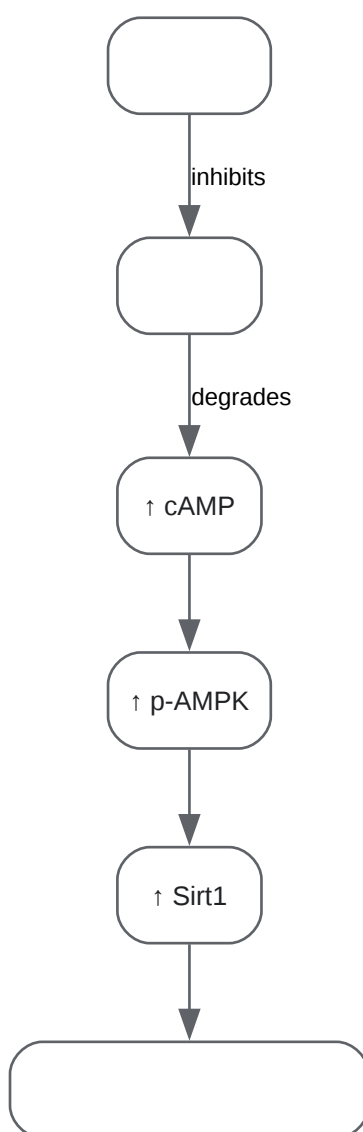 inhibits
degrades
↑ cAMP
↑ p-AMPK
↑ Sirt1